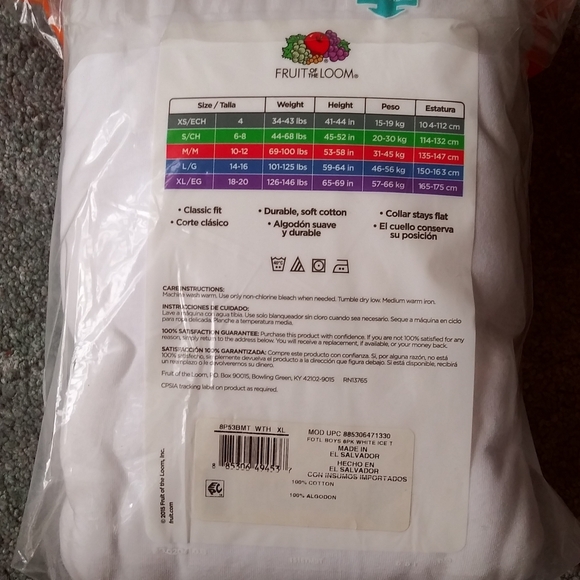 FRUIT OF THE LOOM®
Size / Talla Weight Height Peso Estatura
XS/ECH 4 34-43 lbs 41-44 in 15-19 kg 104-112 cm
S/CH 6-8 44-68 lbs 45-52 in 20-30 kg 114-132 cm
M/M 10-12 69-100 lbs 53-58 in 31-45 kg 135-147 cm
L/G 14-16 101-125 lbs 59-64 in 46-56 kg 150-163 cm
XL/EG 18-20 126-146 lbs 65-69 in 57-66 kg 165-175 cm
• Classic fit
• Corte clásico
• Durable, soft cotton
• Algodón suave
y durable
• Collar stays flat
• El cuello conserva
su posición
CARE INSTRUCTIONS:
Machine wash warm. Use only non-chlorine bleach when needed. Tumble dry low. Medium warm iron.
INSTRUCCIONES DE CUIDADO:
Lave a máquina con agua tibia. Use solo blanqueador sin cloro cuando sea necesario. Seque a máquina en ciclo
para ropa delicada. Planche a temperatura media.
100% SATISFACTION GUARANTEE: Purchase this product with confidence. If you are not 100% satisfied for any
reason, simply return to the address below. You will receive a replacement, if available, or your money back.
SATISFACCIÓN 100% GARANTIZADA: Compre este producto con confianza. Si, por alguna razón, no está
100% satisfecho, simplemente devuelva el producto a la dirección que figura debajo. Si está disponible, recibirá
un reemplazo o le devolveremos su dinero.
Fruit of the Loom, P.O. Box 90015, Bowling Green, KY 42102-9015 RN13765
CPSIA tracking label on product as required.
8P53BMT WTH XL
MOD UPC 885306471330
FOTL BOYS 8PK WHITE ICE T
MADE IN
EL SALVADOR
HECHO EN
EL SALVADOR
CON INSUMOS IMPORTADOS
100% COTTON
100% ALGODON
© 2015 Fruit of the Loom, Inc.
fruit.com